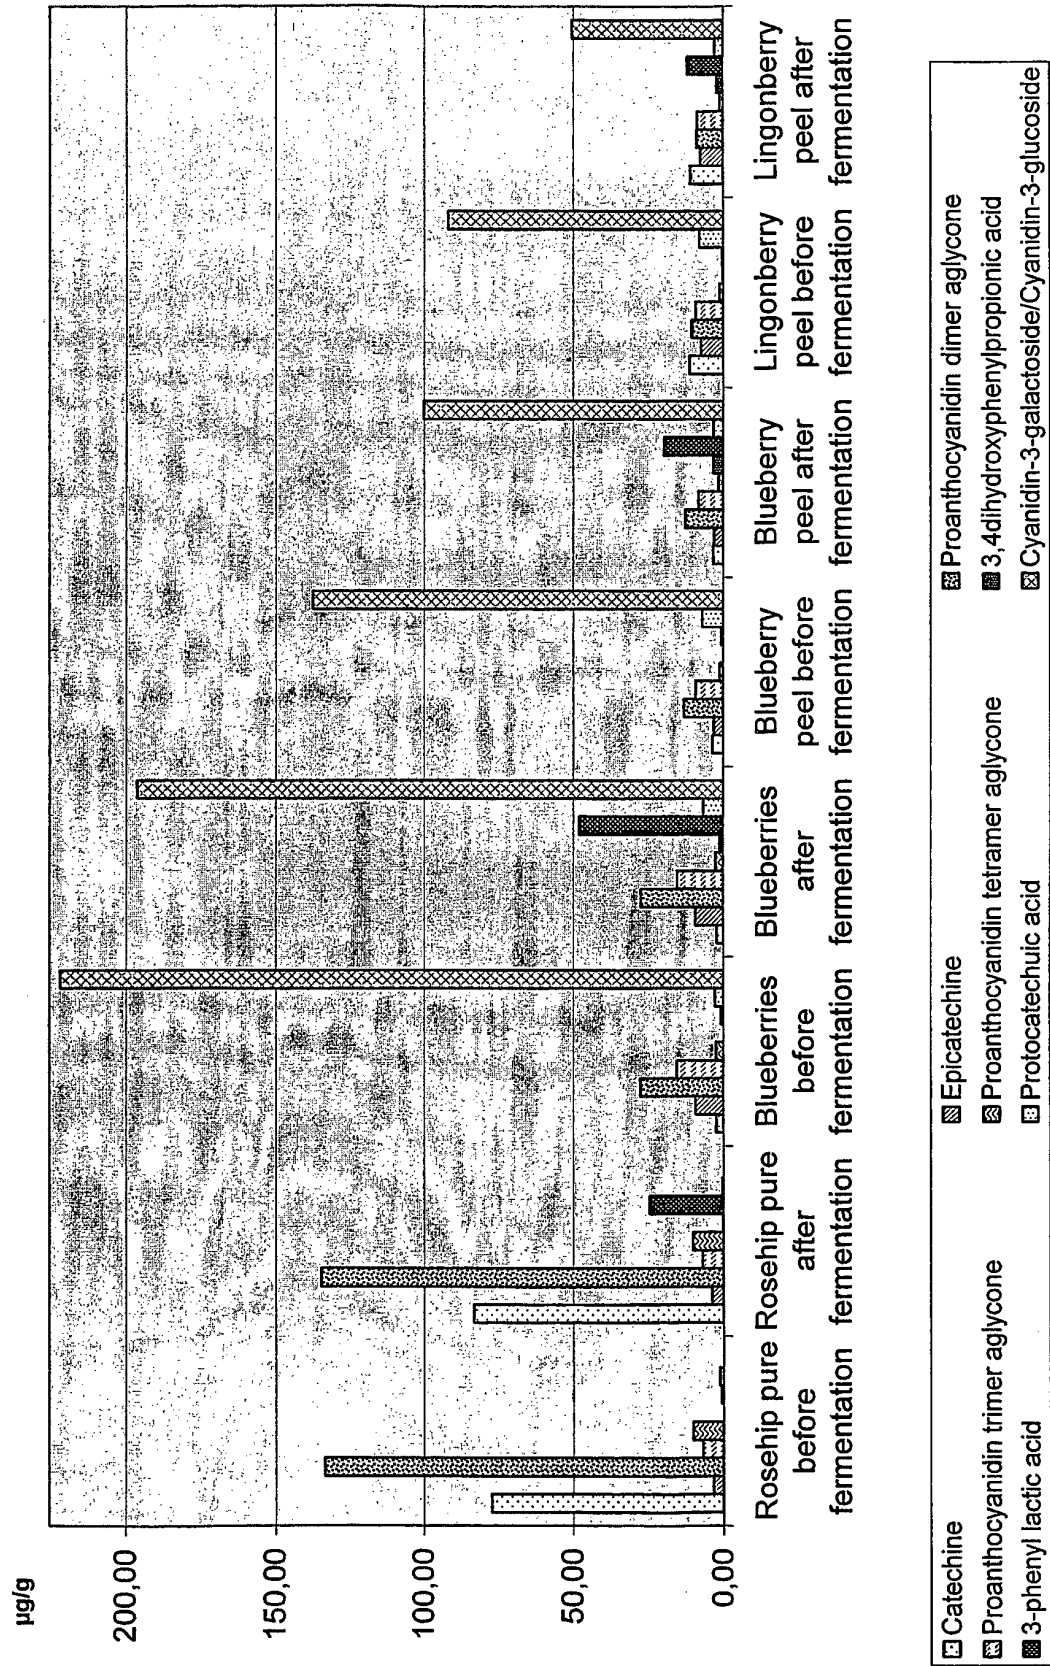 µg/g
200,00
150,00
100,00
50,00
0,00
Rosehip pure
before
fermentation
Rosehip pure
after
fermentation
Blueberries
before
fermentation
Blueberries
after
fermentation
Blueberry
peel before
fermentation
Blueberry
peel after
fermentation
Lingonberry
peel before
fermentation
Lingonberry
peel after
fermentation
Catechine
Epicatechine
Proanthocyanidin dimer aglycone
Proanthocyanidin trimer aglycone
Proanthocyanidin tetramer aglycone
3,4dihydroxyphenylpropionic acid
3-phenyl lactic acid
Protocatechuic acid
Cyanidin-3-galactoside/Cyanidin-3-glucoside